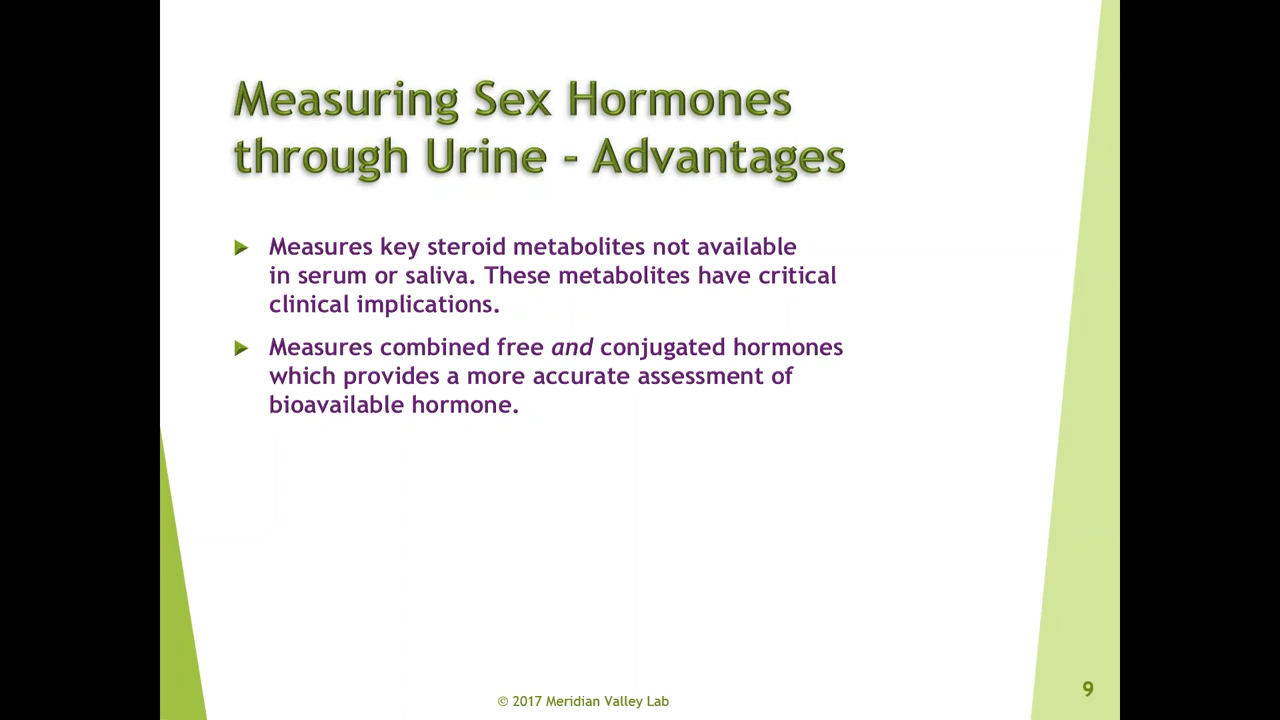 Measuring Sex Hormones
through Urine - Advantages
Measures key steroid metabolites not available
in serum or saliva. These metabolites have critical
clinical implications.
Measures combined free and conjugated hormones
which provides a more accurate assessment of
bioavailable hormone.
© 2017 Meridian Valley Lab
9